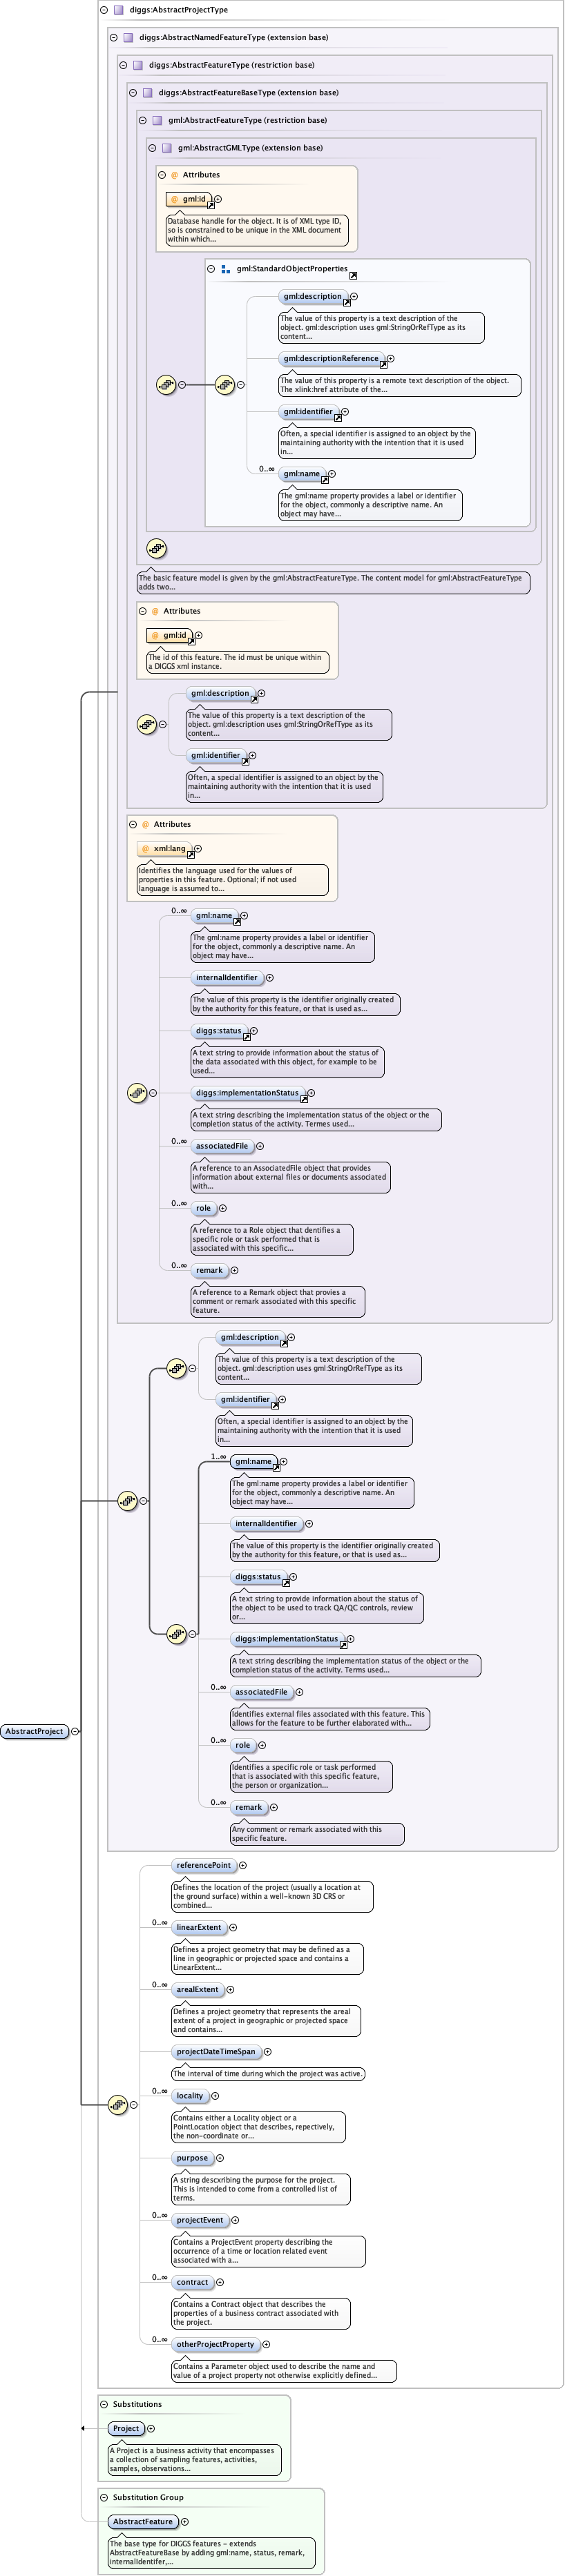 diggs:AbstractProjectType
diggs:AbstractNamedFeatureType (extension base)
diggs:AbstractFeatureType (restriction base)
diggs:AbstractFeatureBaseType (extension base)
gml:AbstractFeatureType (restriction base)
gml:AbstractGMLType (extension base)
@ Attributes
@ gml:id
Database handle for the object. It is of XML type ID,
so is constrained to be unique in the XML document
within which...
gml:StandardObjectProperties
gml:description
The value of this property is a text description of the
object. gml:description uses gml:StringOrRefType as its
content...
gml:descriptionReference
The value of this property is a remote text description of the object.
The xlink:href attribute of the...
gml:identifier
Often, a special identifier is assigned to an object by the
maintaining authority with the intention that it is used
in...
0..∞
gml:name
The gml:name property provides a label or identifier
for the object, commonly a descriptive name. An
object may have...
The basic feature model is given by the gml:AbstractFeatureType. The content model for gml:AbstractFeatureType
adds two...
@ Attributes
@ gml:id
The id of this feature. The id must be unique within
a DIGGS xml instance.
gml:description
The value of this property is a text description of the
object. gml:description uses gml:StringOrRefType as its
content...
gml:identifier
Often, a special identifier is assigned to an object by the
maintaining authority with the intention that it is used
in...
@ Attributes
@ xml:lang
Identifies the language used for the values of
properties in this feature. Optional; if not used
language is assumed to...
0..∞
gml:name
The gml:name property provides a label or identifier
for the object, commonly a descriptive name. An
object may have...
internalIdentifier
The value of this property is the identifier originally created
by the authority for this feature, or that is used as...
diggs:status
A text string to provide information about the status of
the data associated with this object, for example to be
used...
diggs:implementationStatus
A text string describing the implementation status of the object or the
completion status of the activity. Termes used...
0..∞
associatedFile
A reference to an AssociatedFile object that provides
information about external files or documents associated
with...
0..∞
role
A reference to a Role object that dentifies a
specific role or task performed that is
associated with this specific...
0..∞
remark
A reference to a Remark object that provies a
comment or remark associated with this specific
feature.
gml:description
The value of this property is a text description of the
object. gml:description uses gml:StringOrRefType as its
content...
gml:identifier
Often, a special identifier is assigned to an object by the
maintaining authority with the intention that it is used
in...
1..∞
gml:name
The gml:name property provides a label or identifier
for the object, commonly a descriptive name. An
object may have...
internalIdentifier
The value of this property is the identifier originally created
by the authority for this feature, or that is used as...
diggs:status
A text string to provide information about the status of
the object to be used to track QA/QC controls, review
or...
diggs:implementationStatus
A text string describing the implementation status of the object or the
completion status of the activity. Terms used...
0..∞
associatedFile
Identifies external files associated with this feature. This
allows for the feature to be further elaborated with...
0..∞
role
Identifies a specific role or task performed
that is associated with this specific feature,
the person or organization...
0..∞
remark
Any comment or remark associated with this
specific feature.
AbstractProject
referencePoint
Defines the location of the project (usually a location at
the ground surface) within a well-known 3D CRS or
combined...
0..∞
linearExtent
Defines a project geometry that may be defined as a
line in geographic or projected space and contains a
LinearExtent...
0..∞
arealExtent
Defines a project geometry that represents the areal
extent of a project in geographic or projected space
and contains...
projectDateTimeSpan
The interval of time during which the project was active.
0..∞
locality
Contains either a Locality object or a
PointLocation object that describes, repectively,
the non-coordinate or...
purpose
A string descxribing the purpose for the project.
This is intended to come from a controlled list of
terms.
0..∞
projectEvent
Contains a ProjectEvent property describing the
occurrence of a time or location related event
associated with a...
0..∞
contract
Contains a Contract object that describes the
properties of a business contract associated with
the project.
0..∞
otherProjectProperty
Contains a Parameter object used to describe the name and
value of a project property not otherwise explicitly defined...
Substitutions
Project
A Project is a business activity that encompasses
a collection of sampling features, activities,
samples, observations...
Substitution Group
AbstractFeature
The base type for DIGGS features - extends
AbstractFeatureBase by adding gml:name, status, remark,
internalIdentifer,...